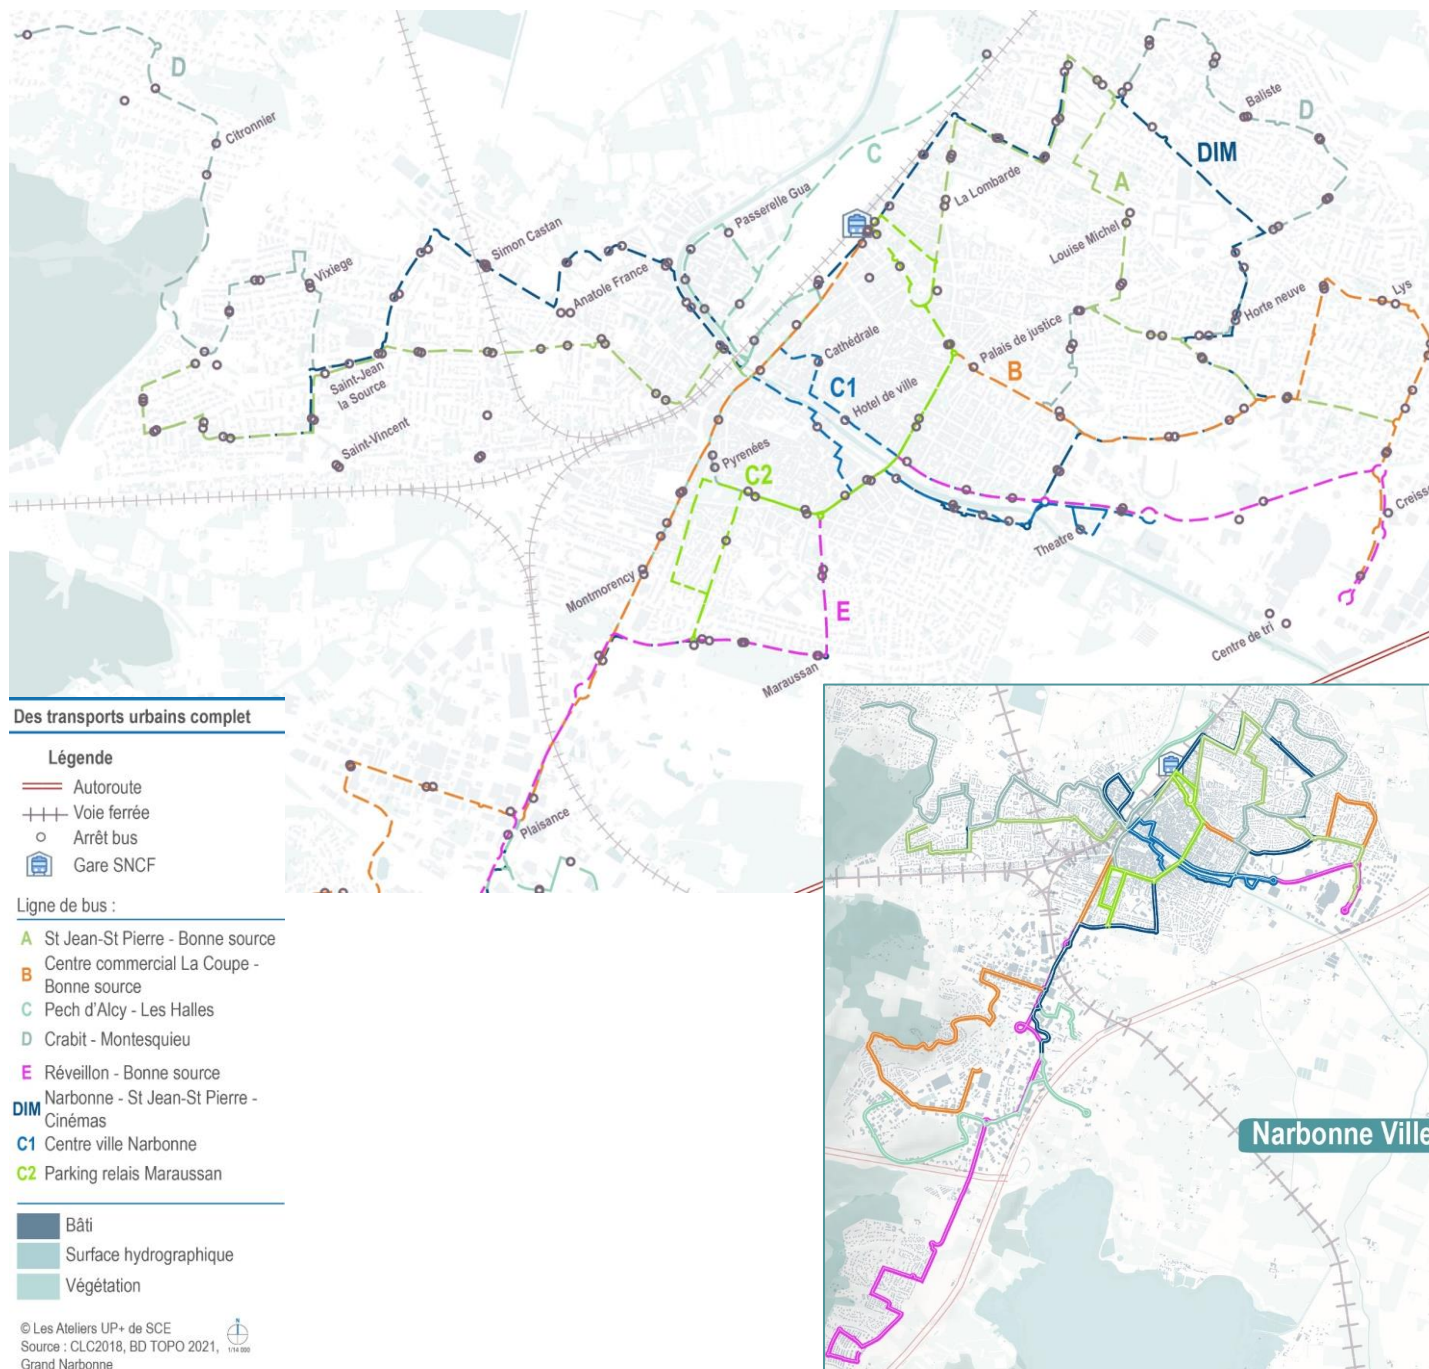 D
Citronnier
C
Passerelle Gua
La Lombarde
Baliste
D
DIM
A
Louise Michel
Simon Castan
Vixiege
Anatole France
Horte neuve
Lys
Palais de justice
Cathédrale
B
C1
Hotel de ville
Saint-Jean
la Source
Saint-Vincent
Pyrénées
C2
Theatre
Creiss
Montmorency
E
Centre de tri
Maraussan
Plaisance
Des transports urbains complet
Légende
Autoroute
Voie ferrée
Arrêt bus
Gare SNCF
Ligne de bus :
A St Jean-St Pierre - Bonne source
B Centre commercial La Coupe -
Bonne source
C Pech d'Alcy - Les Halles
D Crabit - Montesquieu
E Réveillon - Bonne source
DIM Narbonne - St Jean-St Pierre -
Cinémas
C1 Centre ville Narbonne
C2 Parking relais Maraussan
Bâti
Surface hydrographique
Végétation
© Les Ateliers UP+ de SCE
Source : CLC2018, BD TOPO 2021,
Grand Narbonne
N
1/14 000
Narbonne Ville